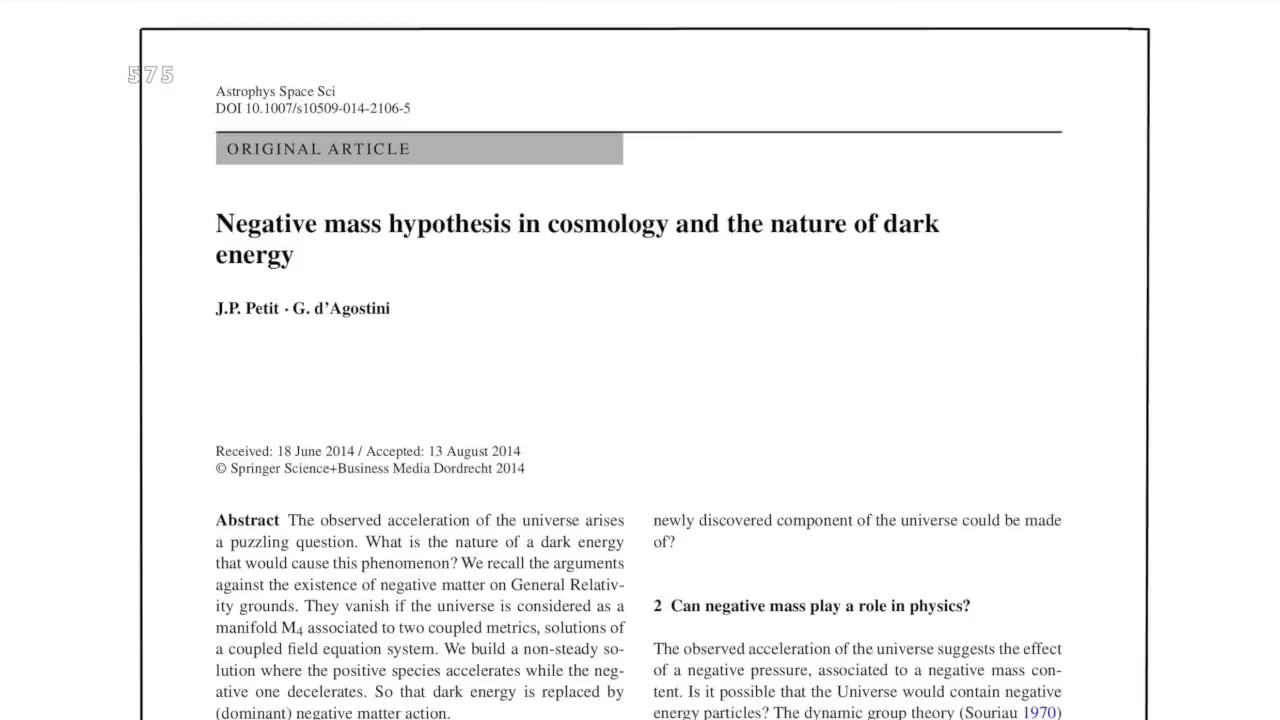 575
Astrophys Space Sci
DOI 10.1007/s10509-014-2106-5
ORIGINAL ARTICLE
Negative mass hypothesis in cosmology and the nature of dark
energy
J.P. Petit · G. d’Agostini
Received: 18 June 2014 / Accepted: 13 August 2014
© Springer Science+Business Media Dordrecht 2014
Abstract The observed acceleration of the universe arises
a puzzling question. What is the nature of a dark energy
that would cause this phenomenon? We recall the arguments
against the existence of negative matter on General Relativ-
ity grounds. They vanish if the universe is considered as a
manifold M4 associated to two coupled metrics, solutions of
a coupled field equation system. We build a non-steady so-
lution where the positive species accelerates while the neg-
ative one decelerates. So that dark energy is replaced by
(dominant) negative matter action.
newly discovered component of the universe could be made
of?
2 Can negative mass play a role in physics?
The observed acceleration of the universe suggests the effect
of a negative pressure, associated to a negative mass con-
tent. Is it possible that the Universe would contain negative
energy particles? The dynamic group theory (Souriau 1970)